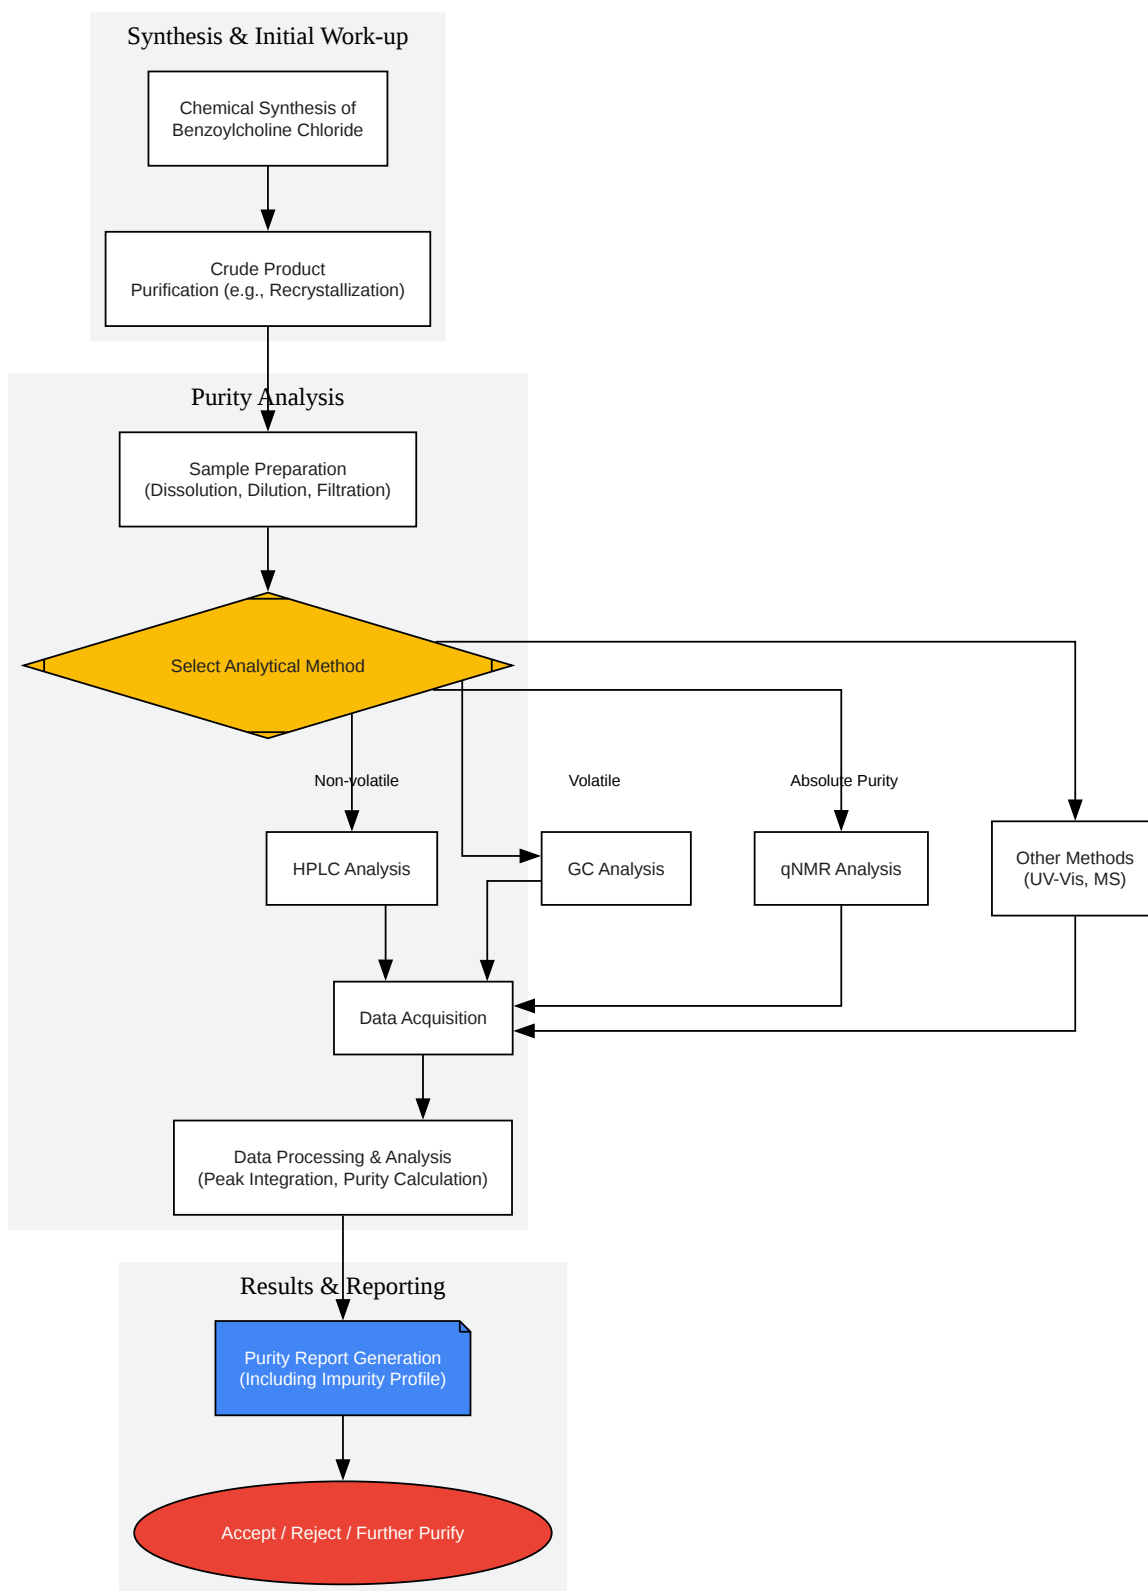 Synthesis & Initial Work-up
Chemical Synthesis of
Benzoylcholine Chloride
Crude Product
Purification (e.g., Recrystallization)
Purity Analysis
Sample Preparation
(Dissolution, Dilution, Filtration)
Select Analytical Method
Non-volatile
Volatile
Absolute Purity
HPLC Analysis
GC Analysis
qNMR Analysis
Other Methods
(UV-Vis, MS)
Data Acquisition
Data Processing & Analysis
(Peak Integration, Purity Calculation)
Results & Reporting
Purity Report Generation
(Including Impurity Profile)
Accept / Reject / Further Purify